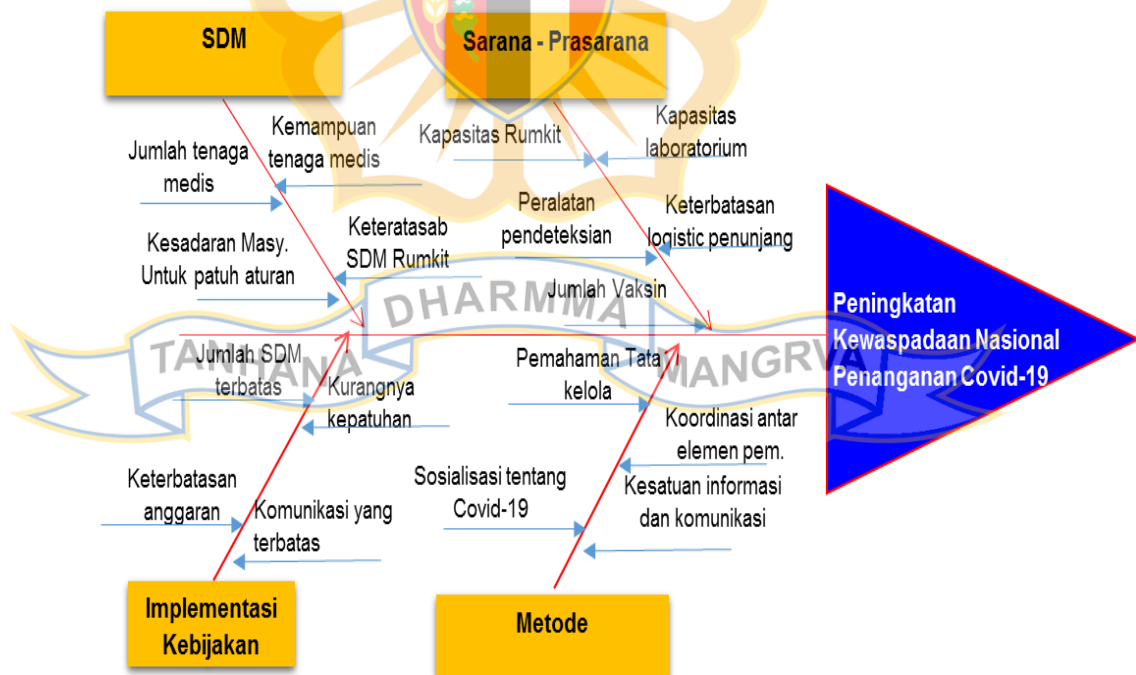 SDM
Sarana - Prasarana
Jumlah tenaga
medis
Kemampuan
tenaga medis
Kesadaran Masy.
Untuk patuh aturan
Keteratasab
SDM Rumkit
Kapasitas Rumkit
Kapasitas
laboratorium
Peralatan
pendeteksian
Keterbatasan
logistic penunjang
Jumlah Vaksin
TANHANA DHARMMA MANGRVA
Peningkatan
Kewaspadaan Nasional
Penanganan Covid-19
Jumlah SDM
terbatas
Kurangnya
kepatuhan
Keterbatasan
anggaran
Komunikasi yang
terbatas
Pemahaman Tata
kelola
Koordinasi antar
elemen pem.
Sosialisasi tentang
Covid-19
Kesatuan informasi
dan komunikasi
Implementasi
Kebijakan
Metode